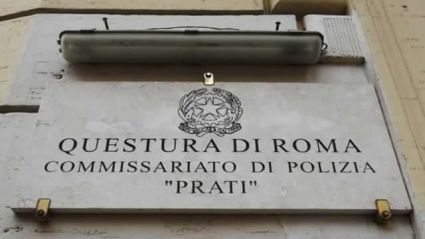 QUESTURA DI ROMA
COMMISSARIATO DI POLIZIA
"PRATI"